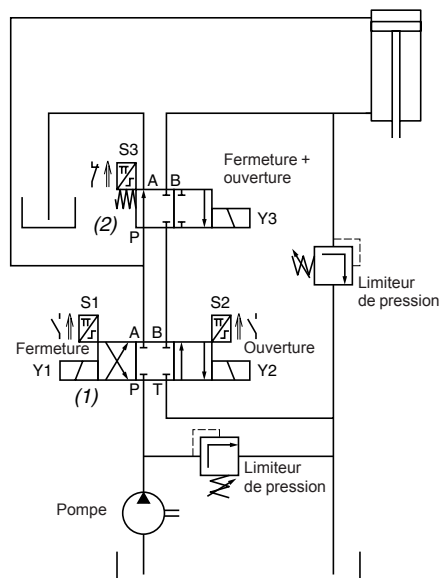 S3
A B
Fermeture +
ouverture
(2)
P
Y3
Limiteur
de pression
S1
A B
S2
Fermeture
Ouverture
Y1
Y2
(1)
P T
Limiteur
de pression
Pompe